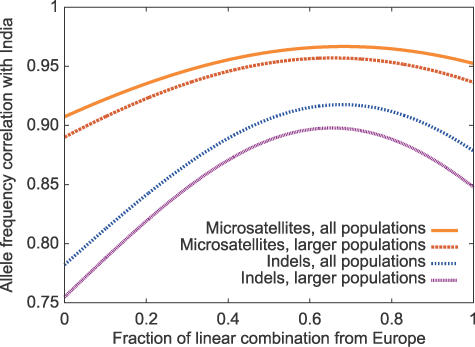 Allele frequency correlation with India
1
0.95
0.90
0.85
0.80
0.75
Microsatellites, all populations
Microsatellites, larger populations
Indels, all populations
Indels, larger populations
0 0.2 0.4 0.6 0.8 1
Fraction of linear combination from Europe